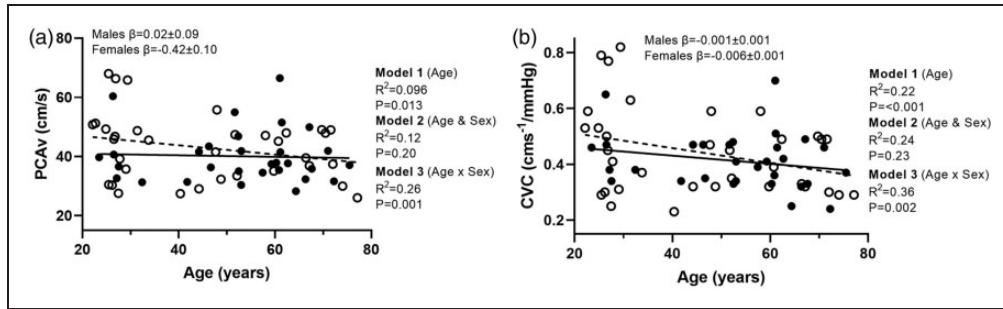 (a)
Males β=0.02±0.09
Females β=-0.42±0.10
80
60
40
20
PCAv (cm/s)
20 40 60 80
Age (years)
Model 1 (Age)
R²=0.096
P=0.013
Model 2 (Age & Sex)
R²=0.12
P=0.20
Model 3 (Age x Sex)
R²=0.26
P=0.001
(b)
Males β=-0.001±0.001
Females β=-0.006±0.001
0.8
0.6
0.4
0.2
CVC (cms⁻¹/mmHg)
20 40 60 80
Age (years)
Model 1 (Age)
R²=0.22
P=<0.001
Model 2 (Age & Sex)
R²=0.24
P=0.23
Model 3 (Age x Sex)
R²=0.36
P=0.002